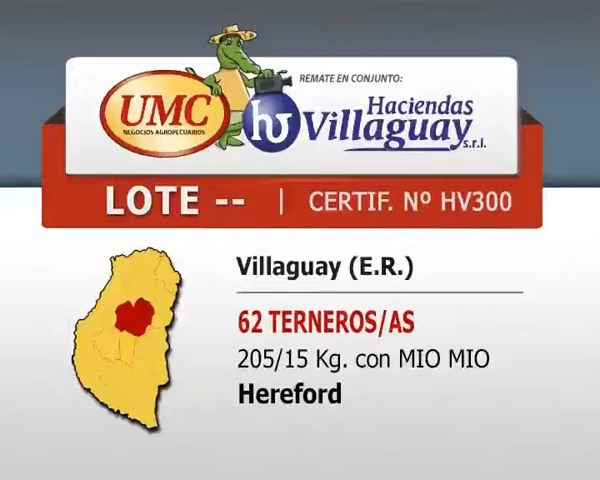 REMATE EN CONJUNTO:
UMC
NEGOCIOS AGROPECUARIOS
hv
Haciendas
Villaguay
s.r.l.
LOTE -- | CERTIF. Nº HV300
Villaguay (E.R.)
62 TERNEROS/AS
205/15 Kg. con MIO MIO
Hereford